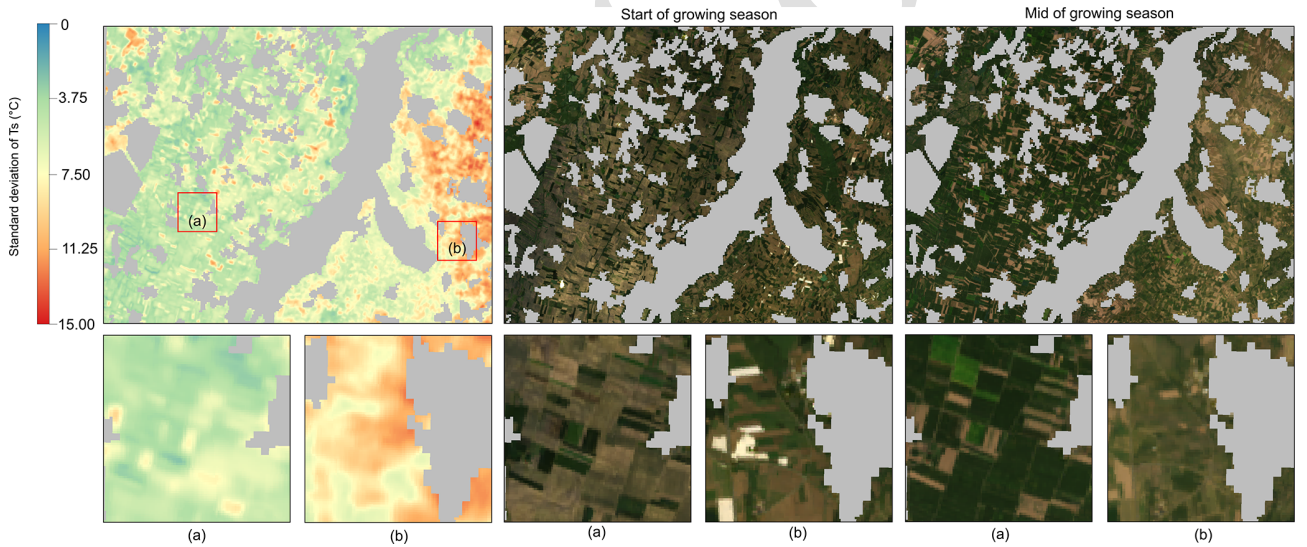 Start of growing season
Mid of growing season
Standard deviation of Ts (°C)
0
3.75
7.50
11.25
15.00
(a)
(b)
(a)
(b)
(a)
(b)
(a)
(b)